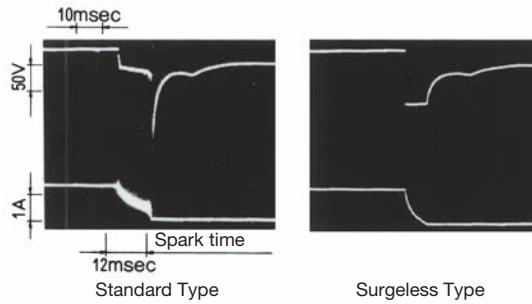 10msec
50V
1A
Spark time
12msec
Standard Type
Surgeless Type